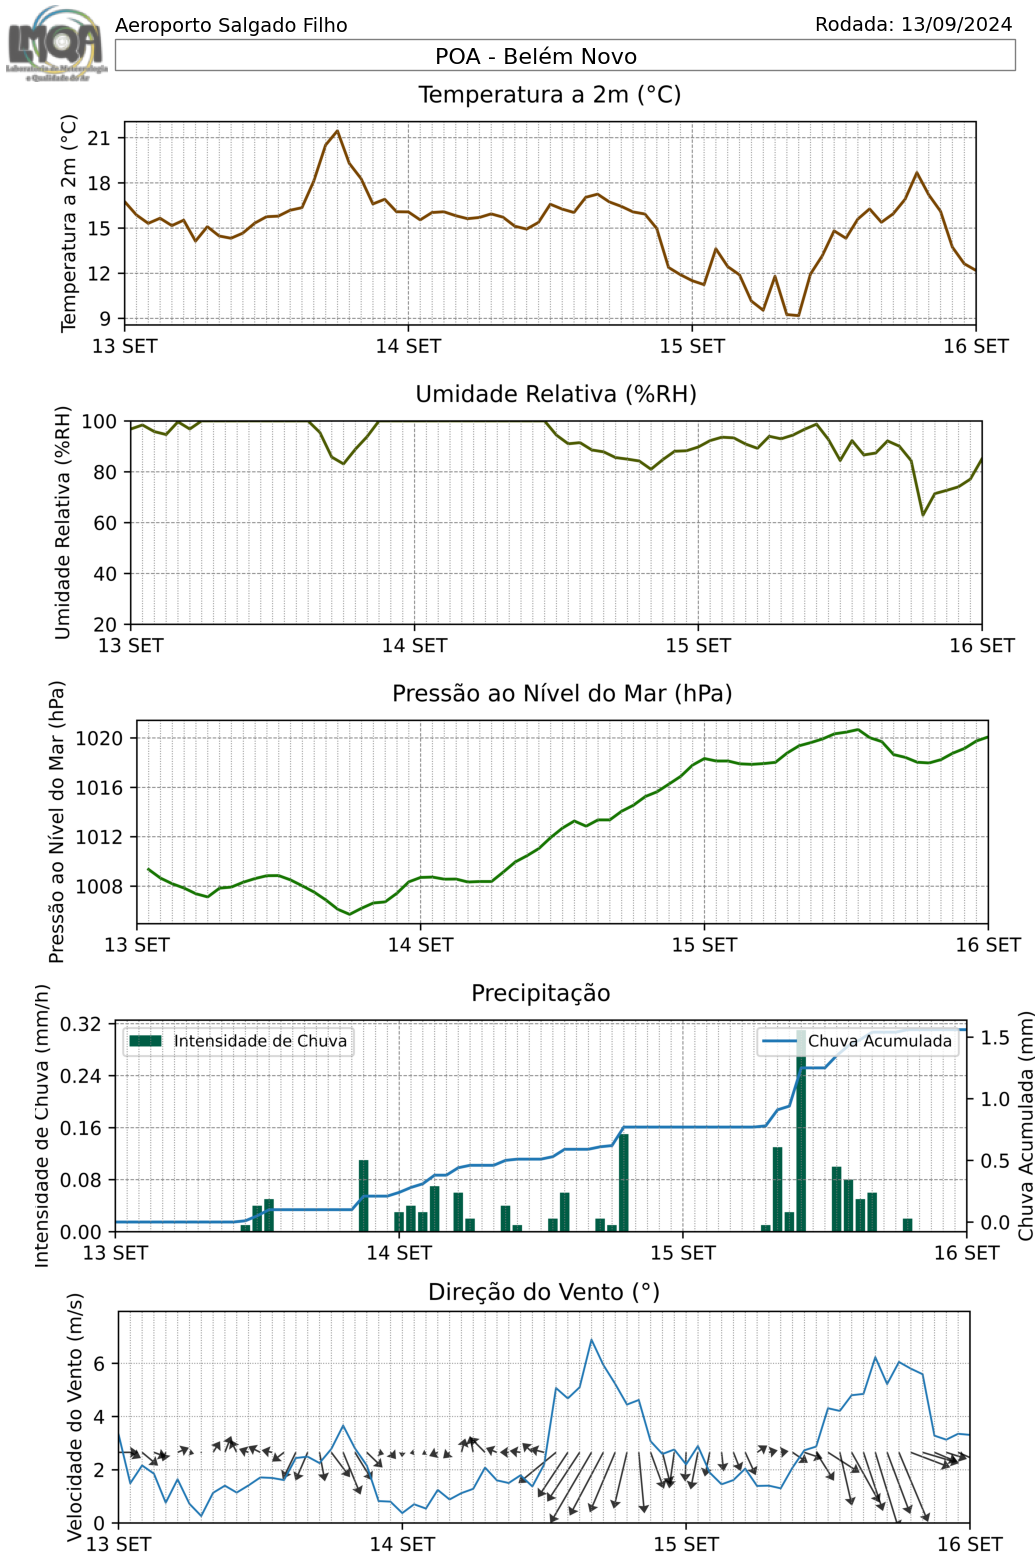 LMQA
Laboratório de Meteorologia
e Qualidade do Ar
Aeroporto Salgado Filho
Rodada: 13/09/2024
POA - Belém Novo
Temperatura a 2m (°C)
Temperatura a 2m (°C)
21
18
15
12
9
13 SET 14 SET 15 SET 16 SET
Umidade Relativa (%RH)
Umidade Relativa (%RH)
100
80
60
40
20
13 SET 14 SET 15 SET 16 SET
Pressão ao Nível do Mar (hPa)
Pressão ao Nível do Mar (hPa)
1020
1016
1012
1008
13 SET 14 SET 15 SET 16 SET
Precipitação
Intensidade de Chuva (mm/h)
0.32
0.24
0.16
0.08
0.00
Intensidade de Chuva
Chuva Acumulada
1.5
1.0
0.5
0.0
Chuva Acumulada (mm)
13 SET 14 SET 15 SET 16 SET
Direção do Vento (°)
Velocidade do Vento (m/s)
6
4
2
0
13 SET 14 SET 15 SET 16 SET